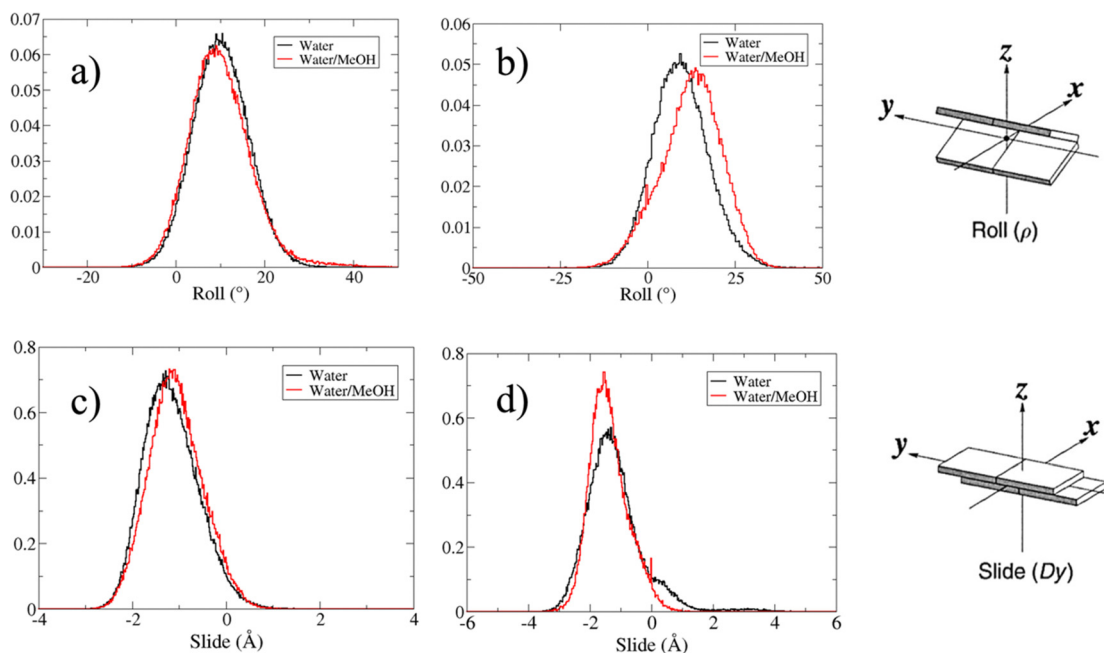 a)
Water
Water/MeOH
0.07
0.06
0.05
0.04
0.03
0.02
0.01
0
-20 0 20 40
Roll (°)
b)
Water
Water/MeOH
0.06
0.05
0.04
0.03
0.02
0.01
0
-50 -25 0 25 50
Roll (°)
z
y
x
Roll (ρ)
c)
Water
Water/MeOH
0.8
0.6
0.4
0.2
0
-4 -2 0 2 4
Slide (Å)
d)
Water
Water/MeOH
0.8
0.6
0.4
0.2
0
-6 -4 -2 0 2 4 6
Slide (Å)
z
y
x
Slide (Dy)